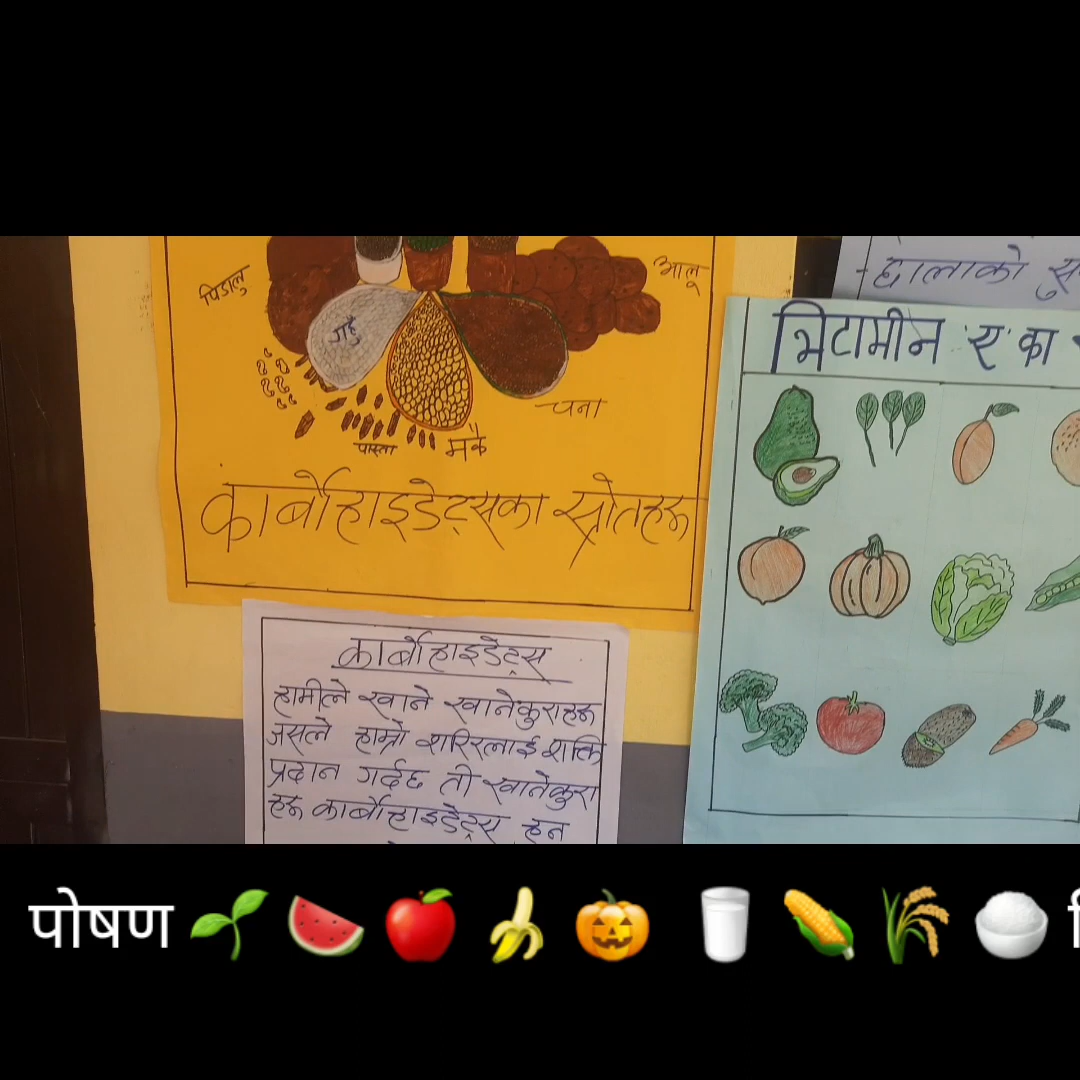 पिडालु
आलू
गहुँ
चना
पास्ता
मकै
कार्बोहाइडेट्सका स्रोतहरू
कार्बोहाइडेट्स
हामीले खाने खानेकुराहरू
जसले हाम्रो शरिरलाई शक्ति
प्रदान गर्दछ ती खानेकुरा
हरू कार्बोहाइडेट्स हुन
- छालाको
भिटामीन 'ए' का
पोषण